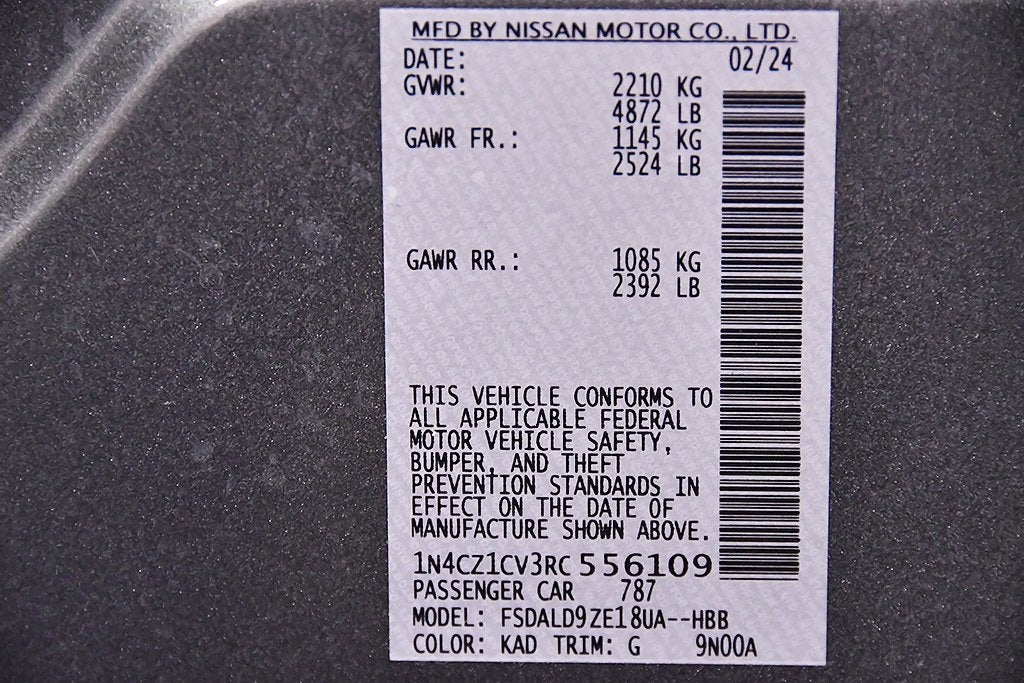 MFD BY NISSAN MOTOR CO., LTD.
DATE: 02/24
GVWR: 2210 KG
4872 LB
GAWR FR.: 1145 KG
2524 LB
GAWR RR.: 1085 KG
2392 LB
THIS VEHICLE CONFORMS TO
ALL APPLICABLE FEDERAL
MOTOR VEHICLE SAFETY,
BUMPER, AND THEFT
PREVENTION STANDARDS IN
EFFECT ON THE DATE OF
MANUFACTURE SHOWN ABOVE.
1N4CZ1CV3RC556109
PASSENGER CAR 787
MODEL: FSDALD9ZE18UA--HBB
COLOR: KAD TRIM: G 9N00A